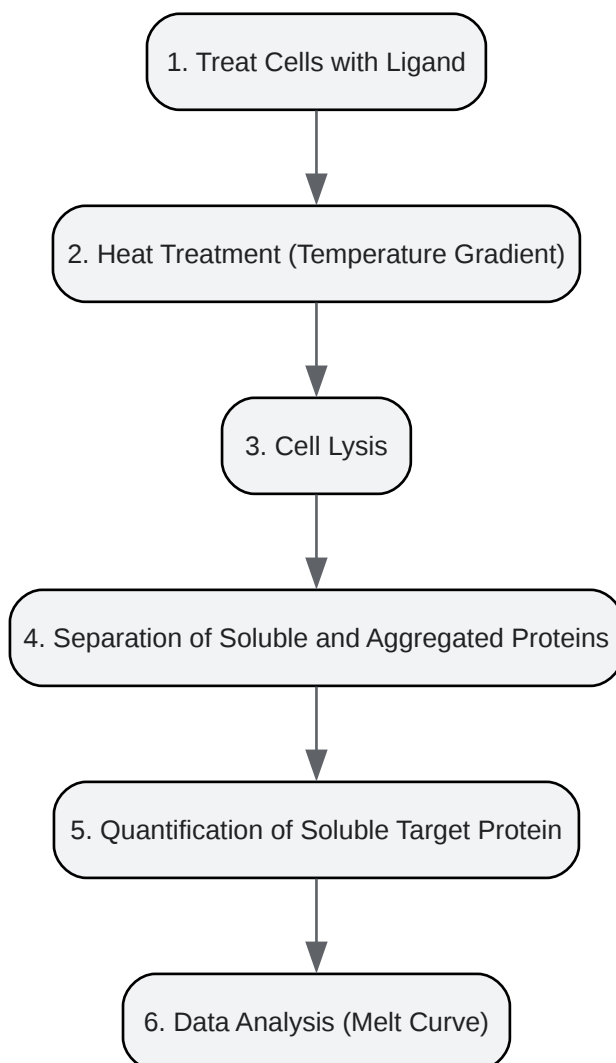 1. Treat Cells with Ligand
2. Heat Treatment (Temperature Gradient)
3. Cell Lysis
4. Separation of Soluble and Aggregated Proteins
5. Quantification of Soluble Target Protein
6. Data Analysis (Melt Curve)